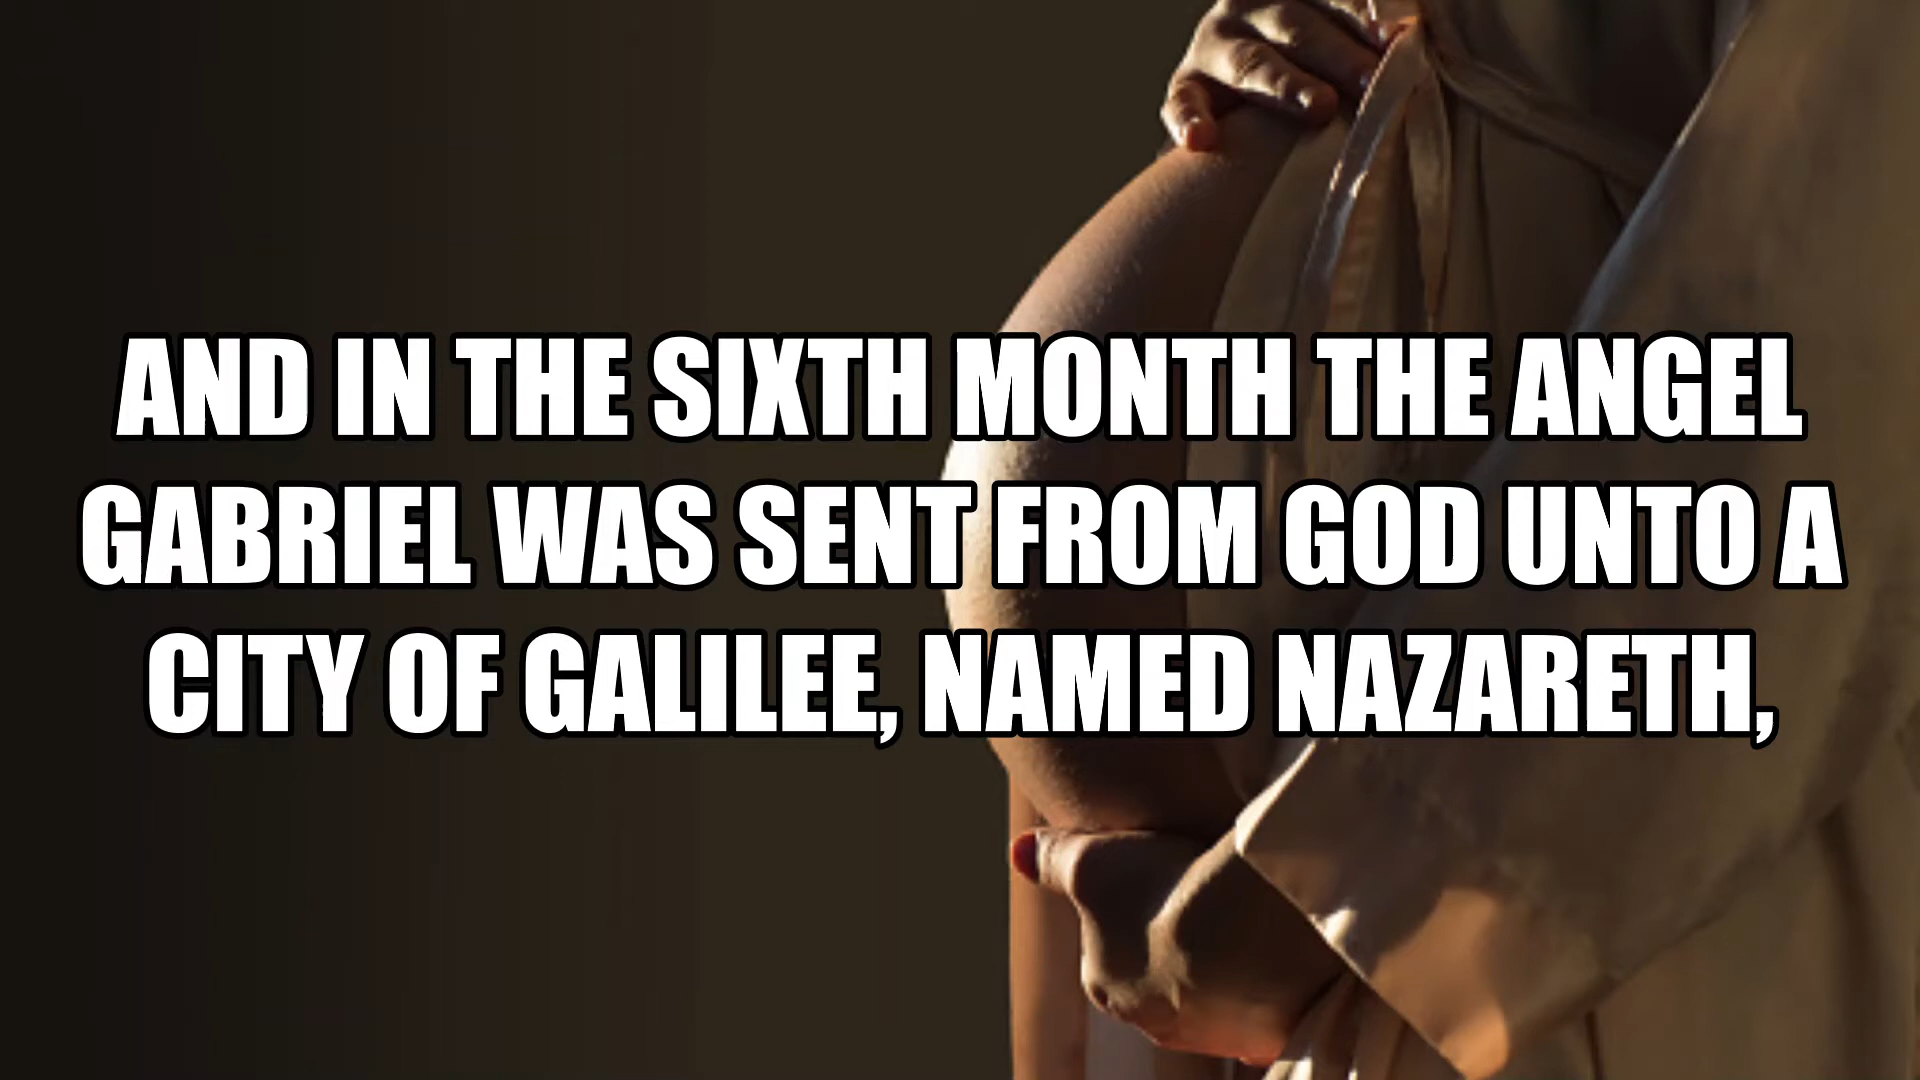 AND IN THE SIXTH MONTH THE ANGEL
GABRIEL WAS SENT FROM GOD UNTO A
CITY OF GALILEE, NAMED NAZARETH,